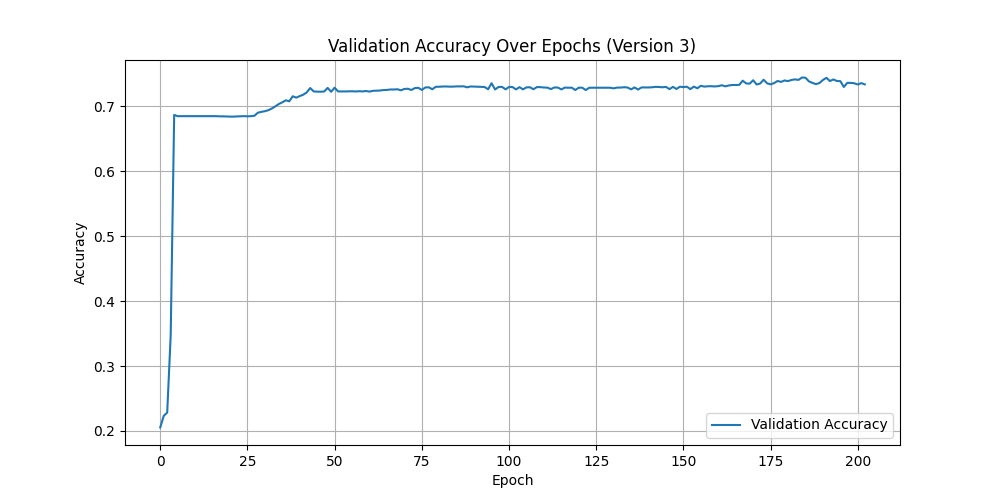 Validation Accuracy Over Epochs (Version 3)
Accuracy
0.7
0.6
0.5
0.4
0.3
0.2
Validation Accuracy
0 25 50 75 100 125 150 175 200
Epoch